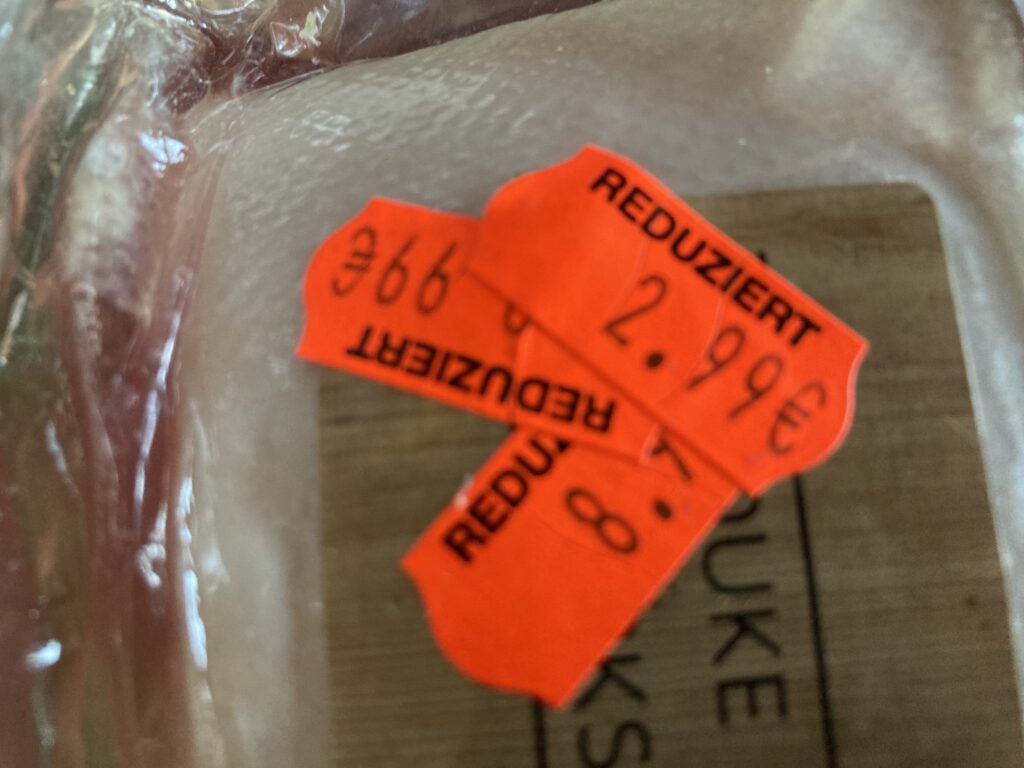 REDUZIERT
2.99€
REDUZIERT
99€
REDU
8.
UKE
KS